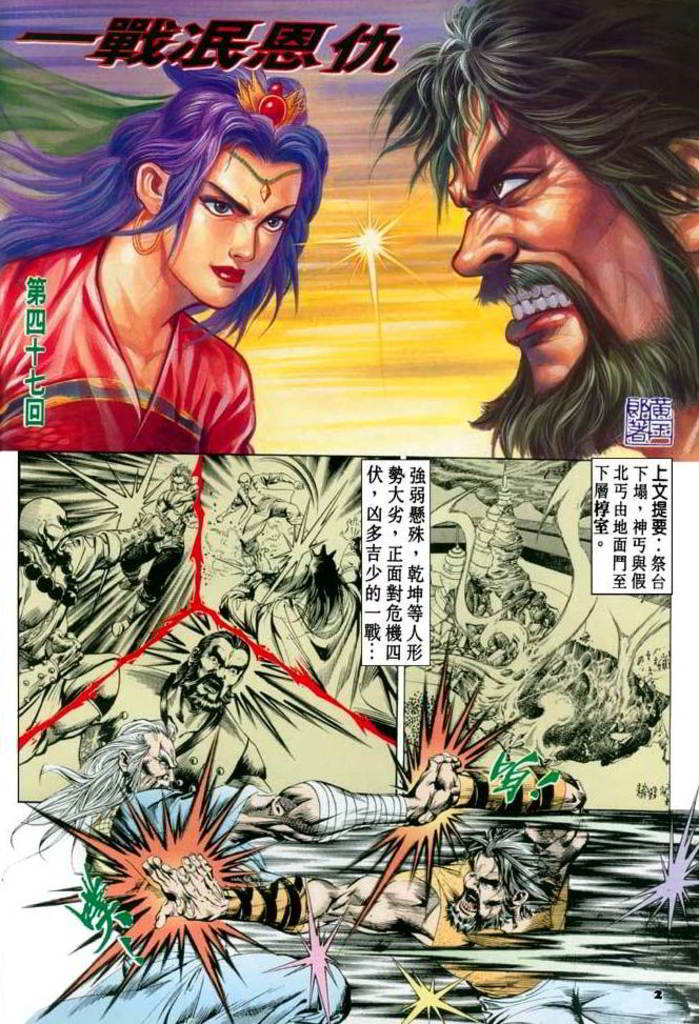 一戰泯恩仇
第四十七回
黃玉
郎著
上文提要：祭台
下塌，神丐與假
北丐由地面鬥至
下層椁室。
強弱懸殊，乾坤等人形
勢大劣，正面對危機四
伏，凶多吉少的一戰…
2